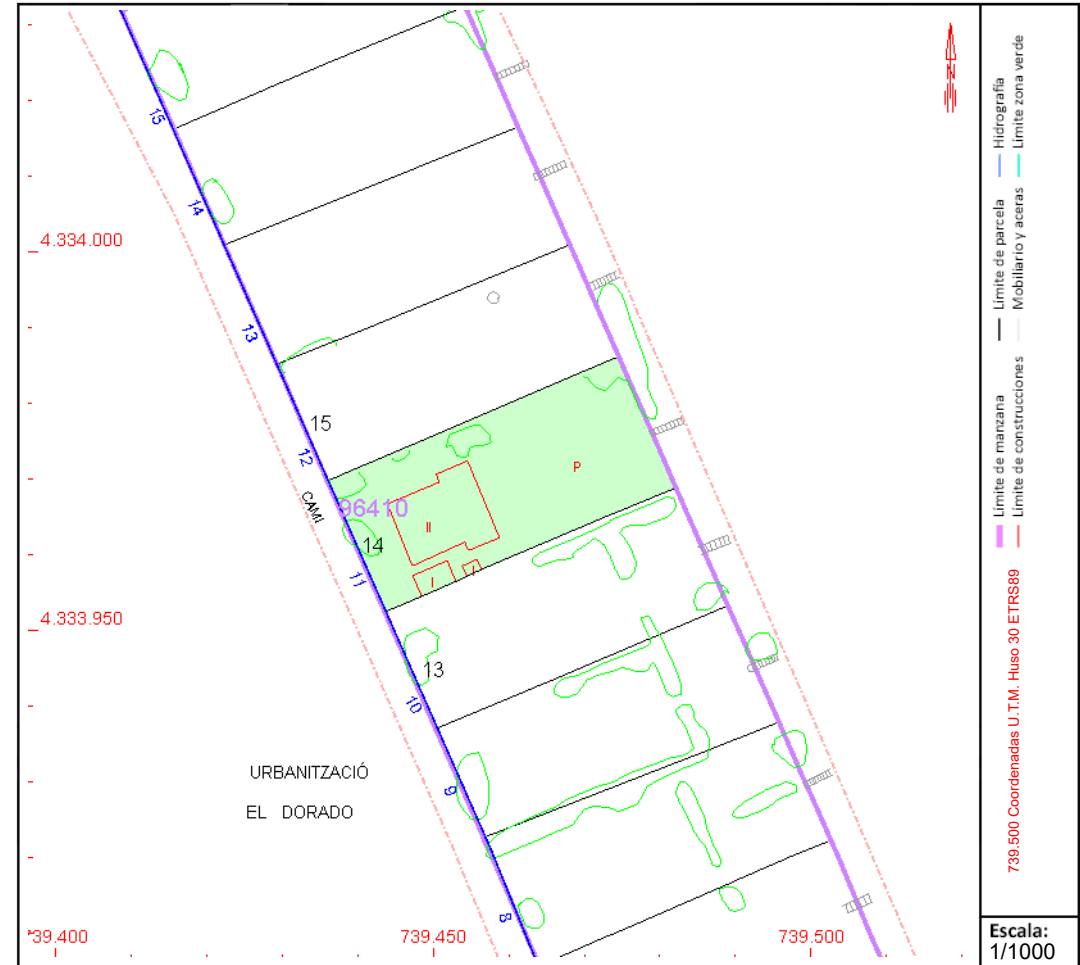 15
14
4.334.000
13
15
12
CAMI
96410
P
II
14
11
I
I
4.333.950
13
10
URBANITZACIÓ
EL DORADO
9
8
739.400
739.450
739.500
N
Hidrografía
Límite zona verde
Límite de parcela
Mobiliario y aceras
Límite de manzana
Límite de construcciones
739.500 Coordenadas U.T.M. Huso 30 ETRS89
Escala:
1/1000